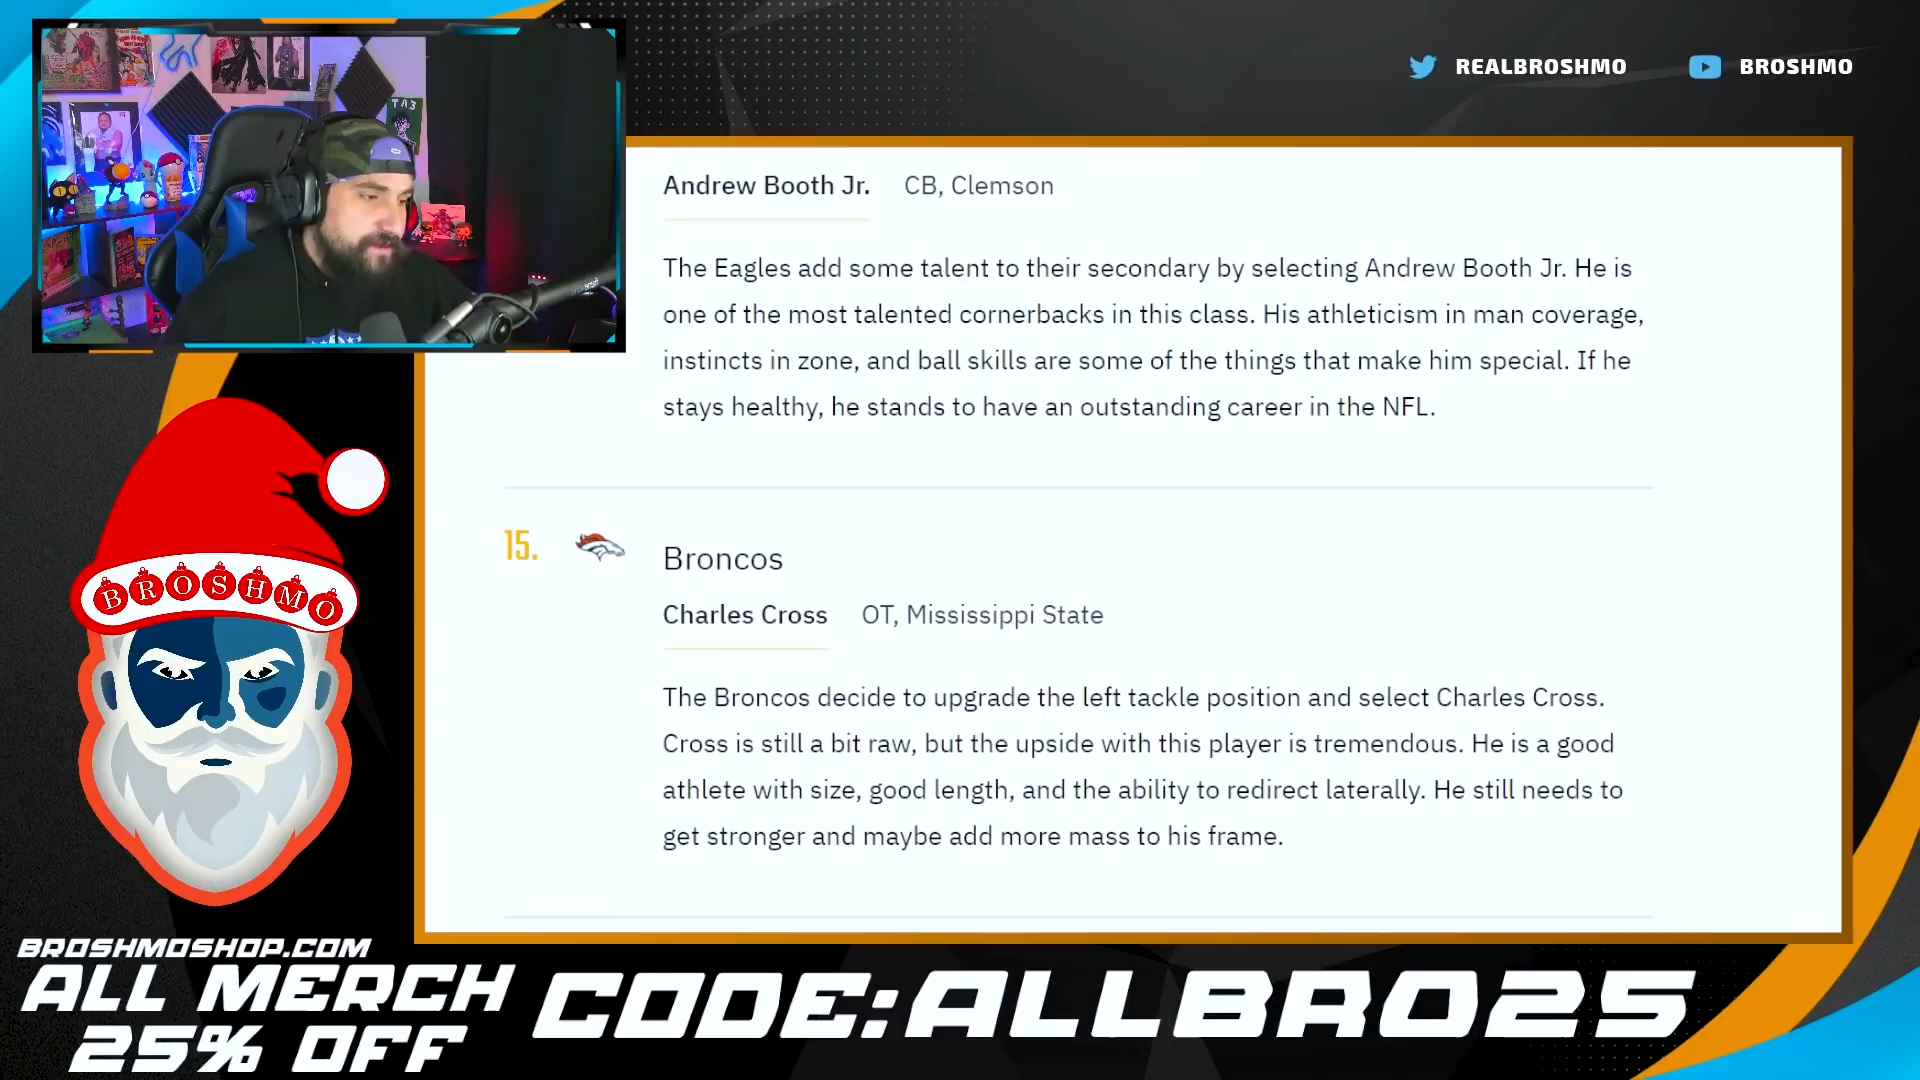 TA3
REALBROSHMO
BROSHMO
Andrew Booth Jr. CB, Clemson
The Eagles add some talent to their secondary by selecting Andrew Booth Jr. He is
one of the most talented cornerbacks in this class. His athleticism in man coverage,
instincts in zone, and ball skills are some of the things that make him special. If he
stays healthy, he stands to have an outstanding career in the NFL.
15. Broncos
Charles Cross OT, Mississippi State
The Broncos decide to upgrade the left tackle position and select Charles Cross.
Cross is still a bit raw, but the upside with this player is tremendous. He is a good
athlete with size, good length, and the ability to redirect laterally. He still needs to
get stronger and maybe add more mass to his frame.
BROSHMO
BROSHMOSHOP.COM
ALL MERCH
25% OFF
CODE:ALLBRO25